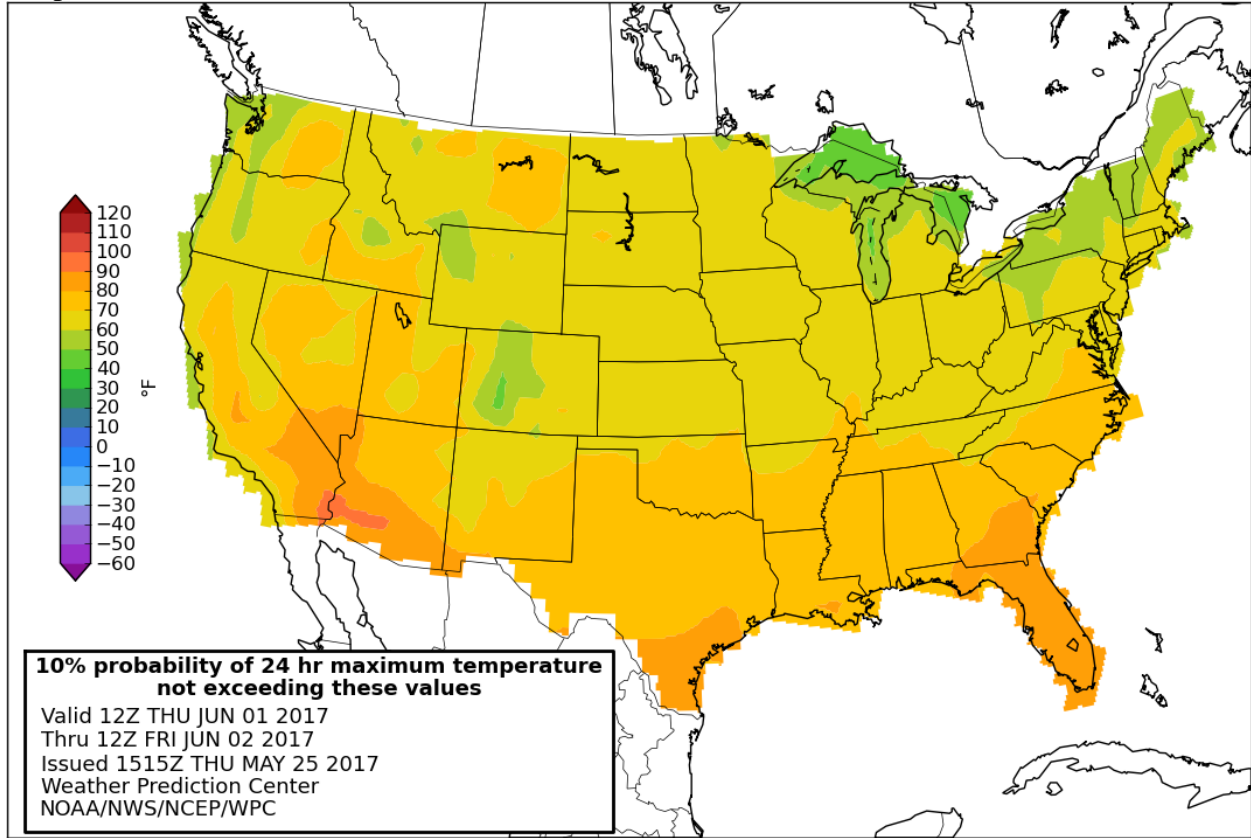 120
110
100
90
80
70
60
50
40
30
20
10
0
−10
−20
−30
−40
−50
−60
°F
10% probability of 24 hr maximum temperature
not exceeding these values
Valid 12Z THU JUN 01 2017
Thru 12Z FRI JUN 02 2017
Issued 1515Z THU MAY 25 2017
Weather Prediction Center
NOAA/NWS/NCEP/WPC